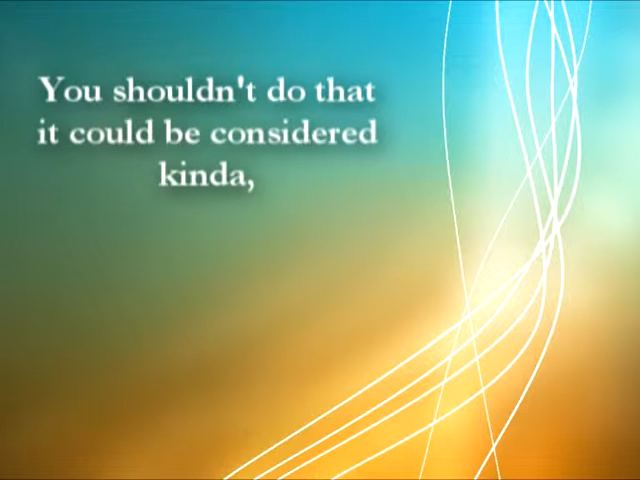 You shouldn't do that
it could be considered
kinda,